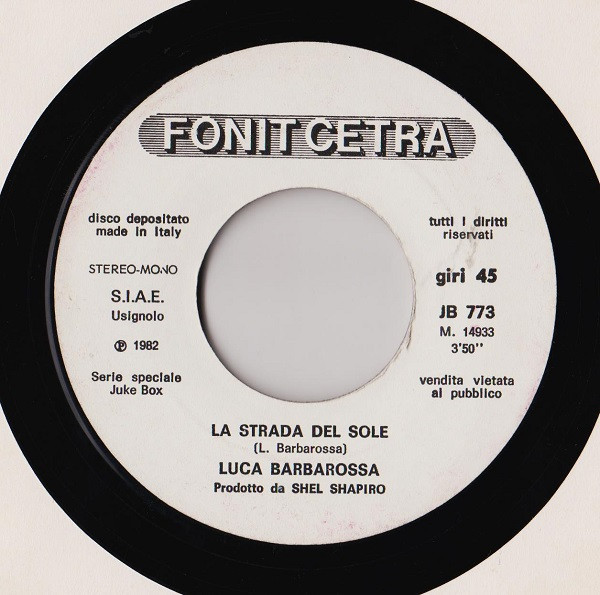 FONIT CETRA
disco depositato
made in Italy
STEREO-MONO
S.I.A.E.
Usignolo
℗ 1982
Serie speciale
Juke Box
tutti i diritti
riservati
giri 45
JB 773
M. 14933
3'50''
vendita vietata
al pubblico
LA STRADA DEL SOLE
(L. Barbarossa)
LUCA BARBAROSSA
Prodotto da SHEL SHAPIRO